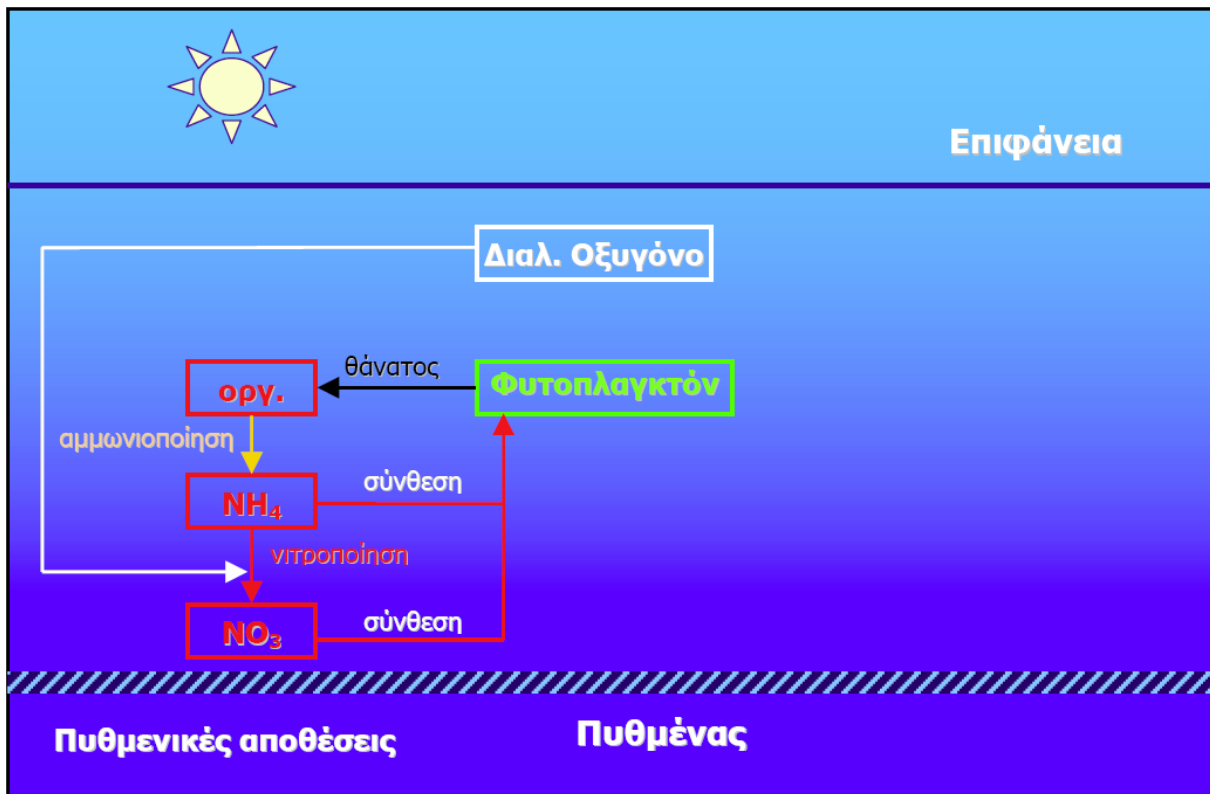 Επιφάνεια
Διαλ. Οξυγόνο
θάνατος
οργ.
Φυτοπλαγκτόν
αμμωνιοποίηση
σύνθεση
NH₄
νιτροποίηση
σύνθεση
NO₃
Πυθμενικές αποθέσεις
Πυθμένας